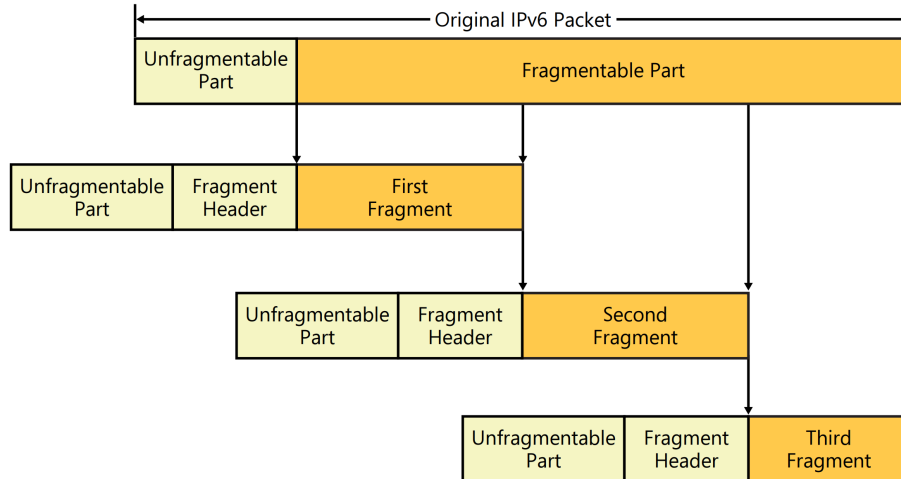 Original IPv6 Packet
Unfragmentable
Part
Fragmentable Part
Unfragmentable
Part
Fragment
Header
First
Fragment
Unfragmentable
Part
Fragment
Header
Second
Fragment
Unfragmentable
Part
Fragment
Header
Third
Fragment